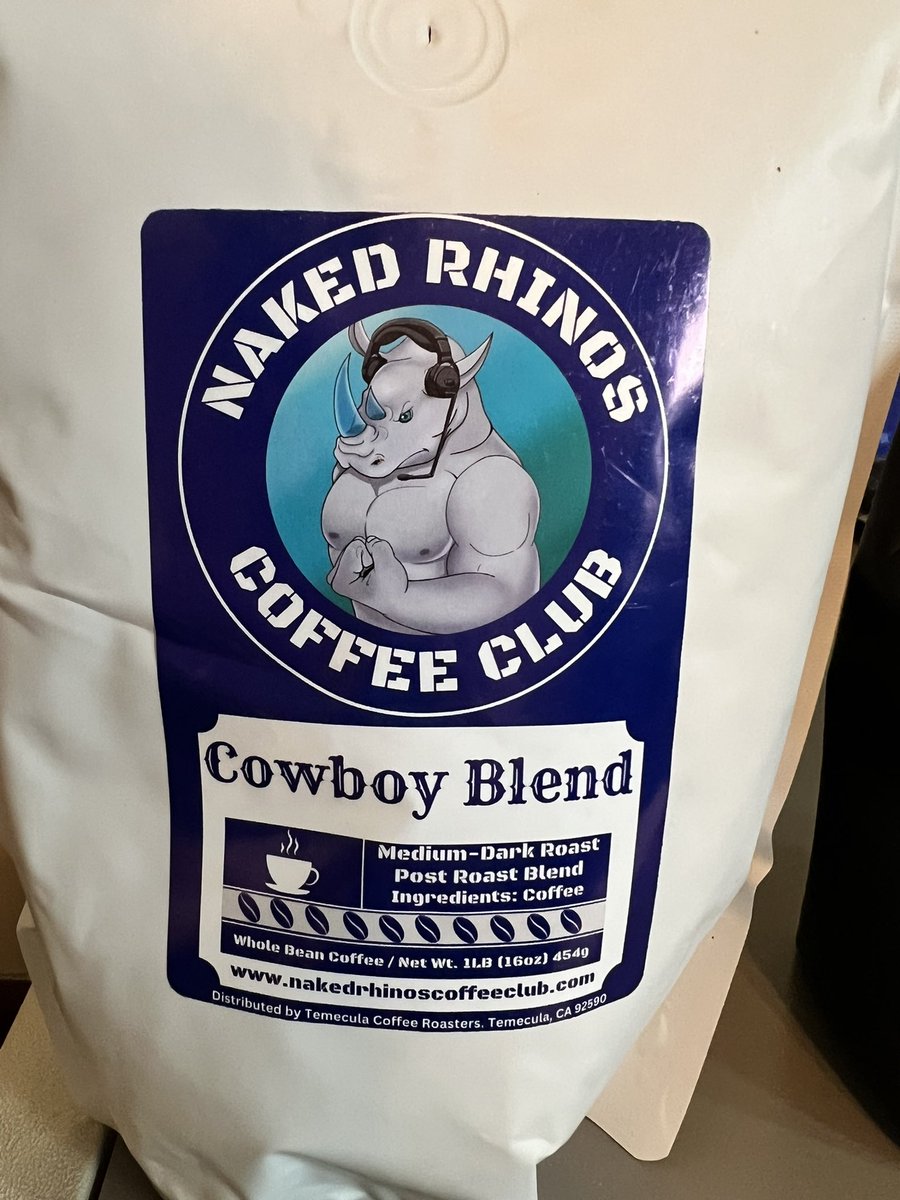 NAKED RHINOS
COFFEE CLUB
Cowboy Blend
Medium-Dark Roast
Post Roast Blend
Ingredients: Coffee
Whole Bean Coffee / Net Wt. 1LB (16oz) 454g
www.nakedrhinoscoffeeclub.com
Distributed by Temecula Coffee Roasters. Temecula, CA 92590